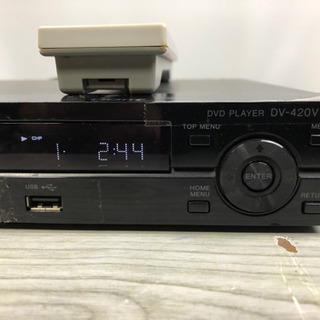 DVD PLAYER DV-420V
TOP MENU
CHP
1 2:44
ENTER
USB
HOME
MENU